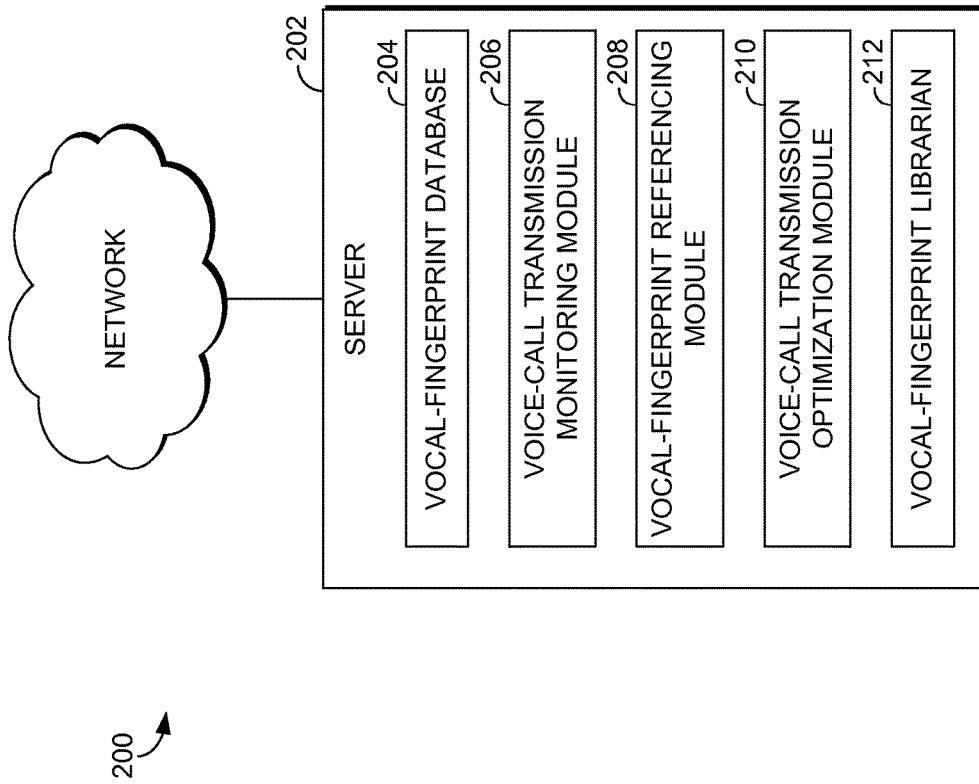 200
NETWORK
202
SERVER
204
VOCAL-FINGERPRINT DATABASE
206
VOICE-CALL TRANSMISSION
MONITORING MODULE
208
VOCAL-FINGERPRINT REFERENCING
MODULE
210
VOICE-CALL TRANSMISSION
OPTIMIZATION MODULE
212
VOCAL-FINGERPRINT LIBRARIAN